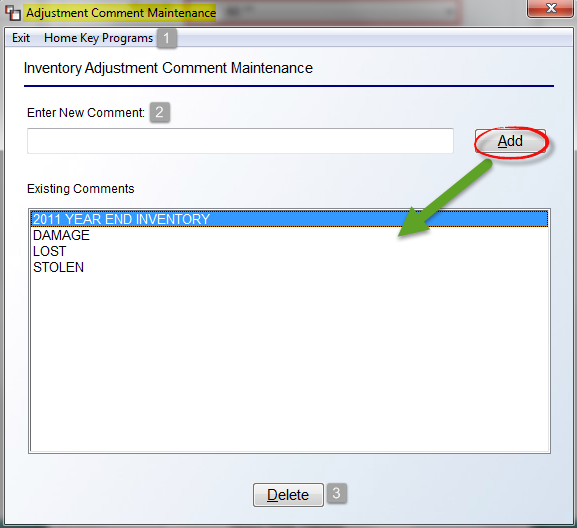 Adjustment Comment Maintenance
Exit Home Key Programs 1
Inventory Adjustment Comment Maintenance
Enter New Comment: 2
Add
Existing Comments
2011 YEAR END INVENTORY
DAMAGE
LOST
STOLEN
Delete 3